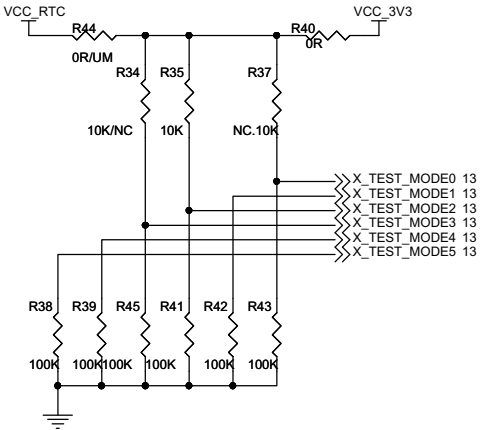 VCC_RTC
R44
0R/UM
R40
0R
VCC_3V3
R34
R35
R37
10K/NC
10K
NC.10K
X_TEST_MODE0 13
X_TEST_MODE1 13
X_TEST_MODE2 13
X_TEST_MODE3 13
X_TEST_MODE4 13
X_TEST_MODE5 13
R38
R39
R45
R41
R42
R43
100K
100K
100K
100K
100K
100K